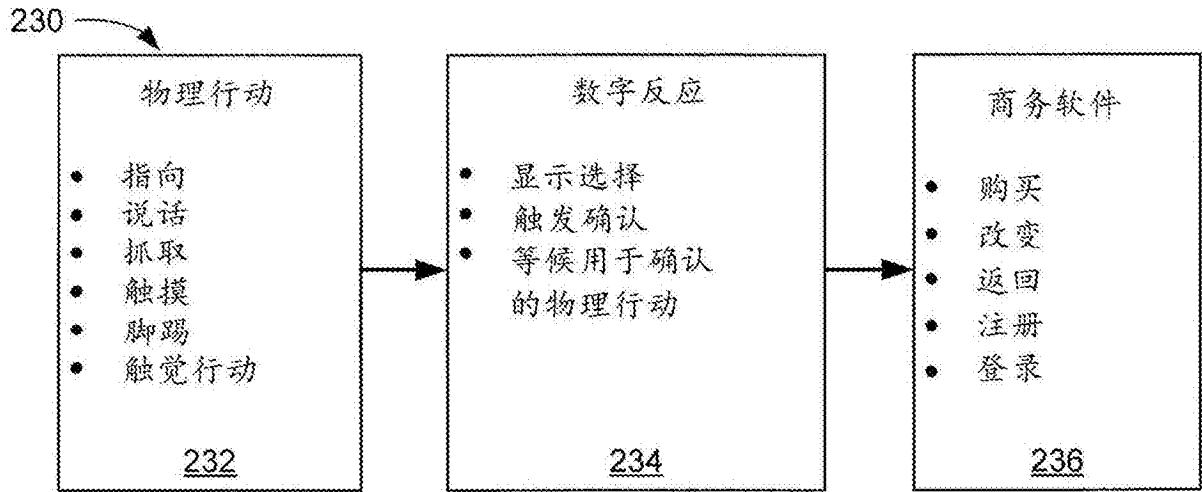 230
物理行动
• 指向
• 说话
• 抓取
• 触摸
• 脚踢
• 触觉行动
232
数字反应
• 显示选择
• 触发确认
• 等候用于确认
的物理行动
234
商务软件
• 购买
• 改变
• 返回
• 注册
• 登录
236